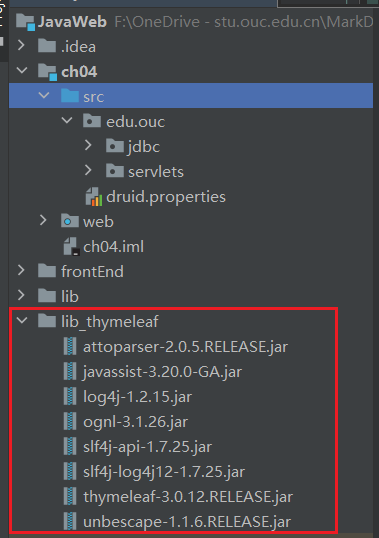 JavaWeb F:\OneDrive - stu.ouc.edu.cn\MarkD
.idea
ch04
src
edu.ouc
jdbc
servlets
druid.properties
web
ch04.iml
frontEnd
lib
lib_thymeleaf
attoparser-2.0.5.RELEASE.jar
javassist-3.20.0-GA.jar
log4j-1.2.15.jar
ognl-3.1.26.jar
slf4j-api-1.7.25.jar
slf4j-log4j12-1.7.25.jar
thymeleaf-3.0.12.RELEASE.jar
unbescape-1.1.6.RELEASE.jar